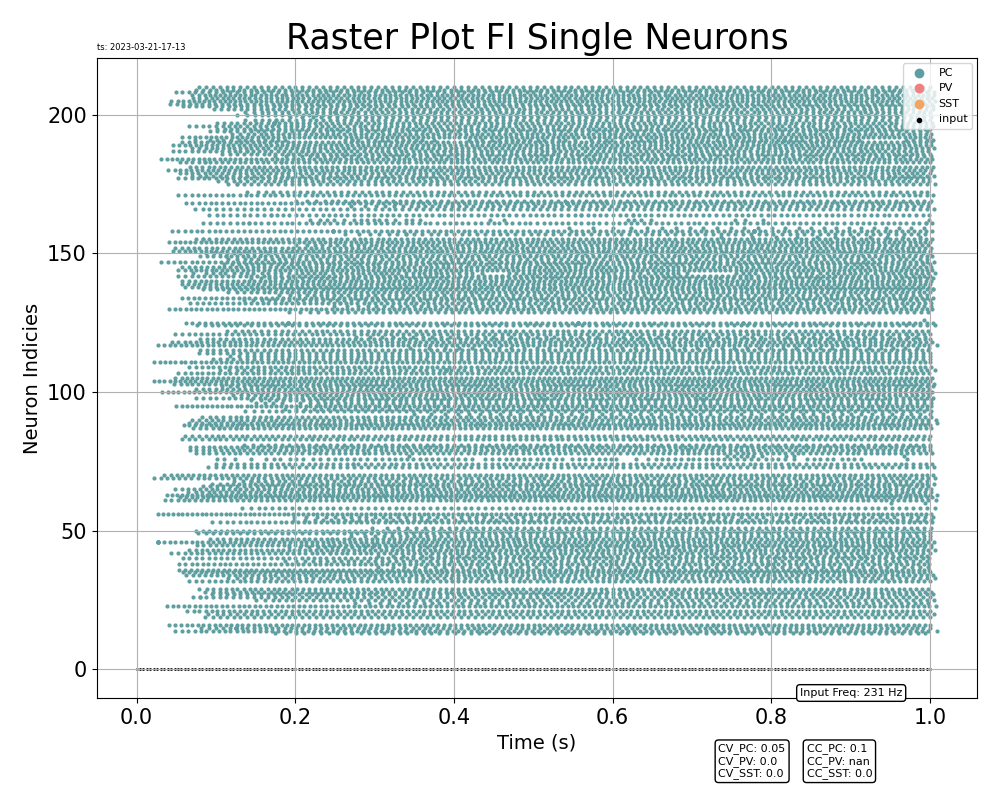 Raster Plot FI Single Neurons
ts: 2023-03-21-17-13
PC
PV
SST
input
200
150
100
50
0
Neuron Indicies
0.0 0.2 0.4 0.6 0.8 1.0
Time (s)
Input Freq: 231 Hz
CV_PC: 0.05
CV_PV: 0.0
CV_SST: 0.0
CC_PC: 0.1
CC_PV: nan
CC_SST: 0.0